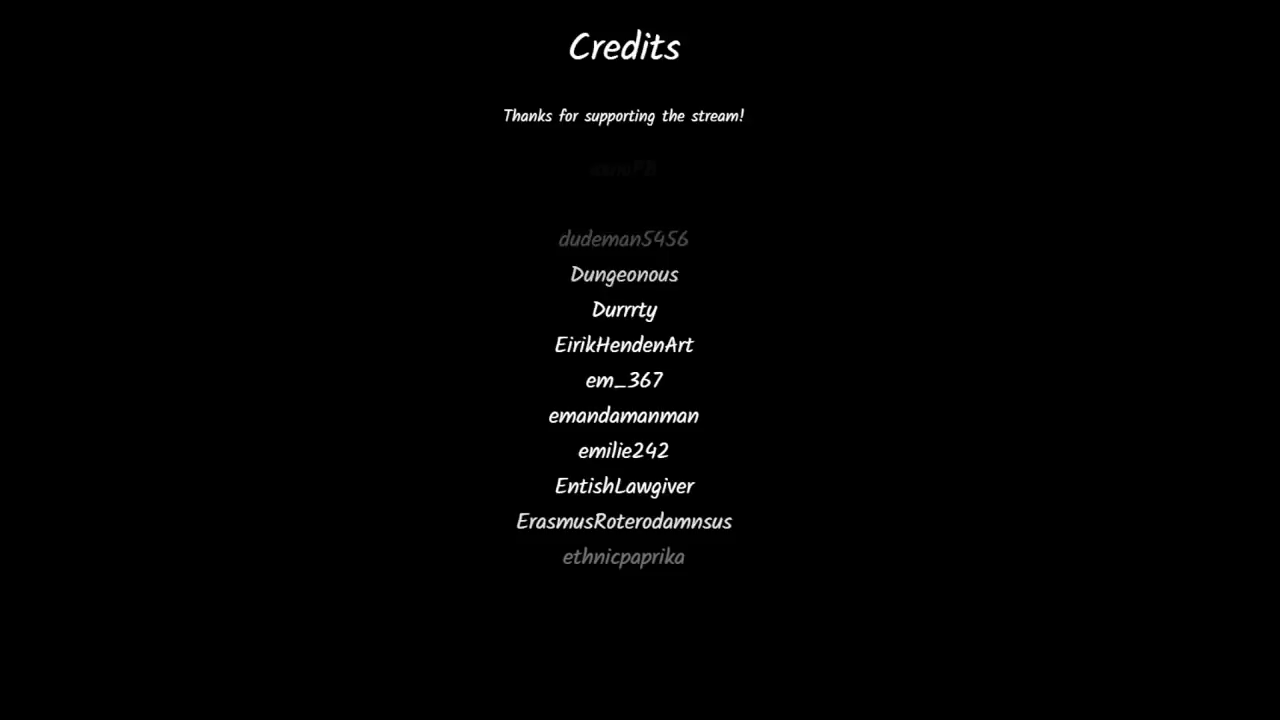 Credits
Thanks for supporting the stream!
dudeman5456
Dungeonous
Durrrty
EirikHendenArt
em_367
emandamanman
emilie242
EntishLawgiver
ErasmusRoterodamnsus
ethnicpaprika